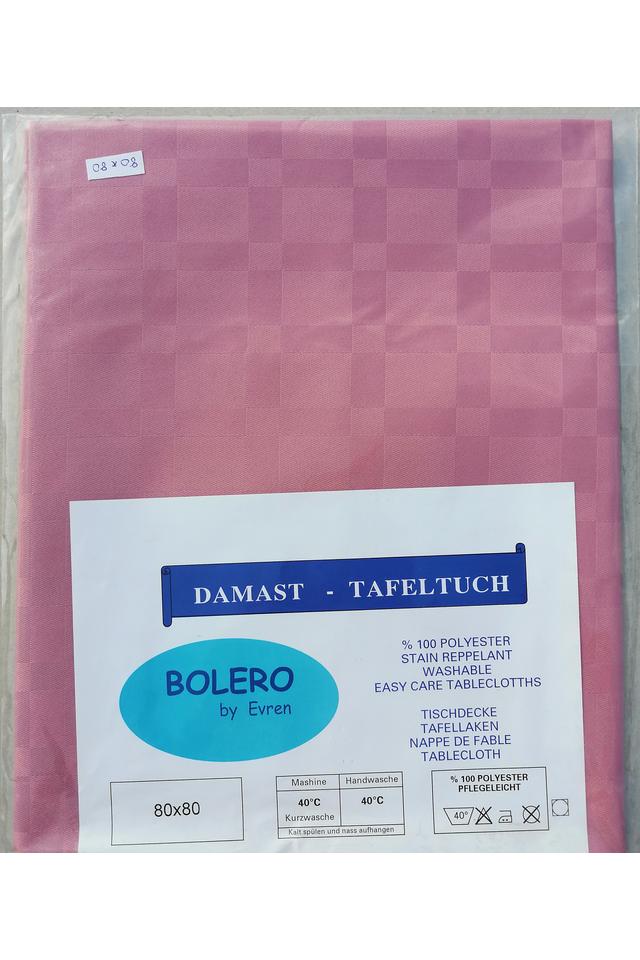 80x80
DAMAST - TAFELTUCH
BOLERO
by Evren
% 100 POLYESTER
STAIN REPPELANT
WASHABLE
EASY CARE TABLECLOTTHS
TISCHDECKE
TAFELLAKEN
NAPPE DE FABLE
TABLECLOTH
80x80
Mashine Handwasche
40°C 40°C
Kurzwasche
Kalt.spülen und nass aufhangen
% 100 POLYESTER
PFLEGELEICHT
40°